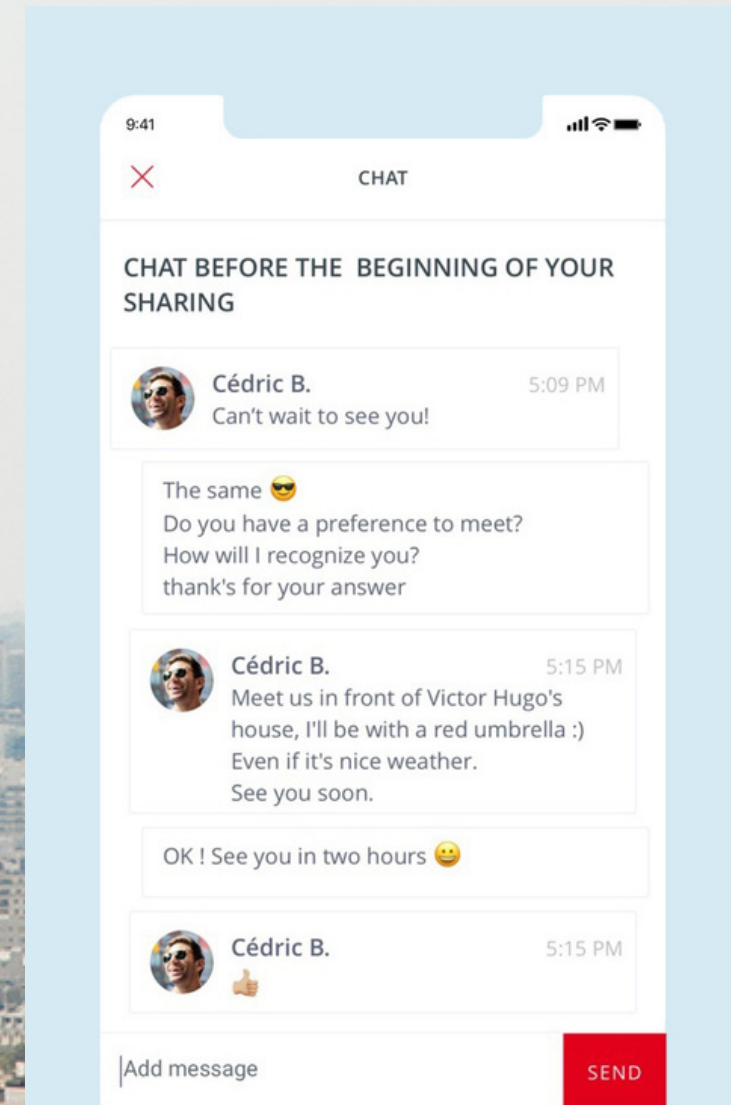 9:41
CHAT
CHAT BEFORE THE BEGINNING OF YOUR
SHARING
Cédric B.
5:09 PM
Can't wait to see you!
The same 😎
Do you have a preference to meet?
How will I recognize you?
thank's for your answer
Cédric B.
5:15 PM
Meet us in front of Victor Hugo's
house, I'll be with a red umbrella :)
Even if it's nice weather.
See you soon.
OK ! See you in two hours 😀
Cédric B.
5:15 PM
👍🏼
Add message
SEND